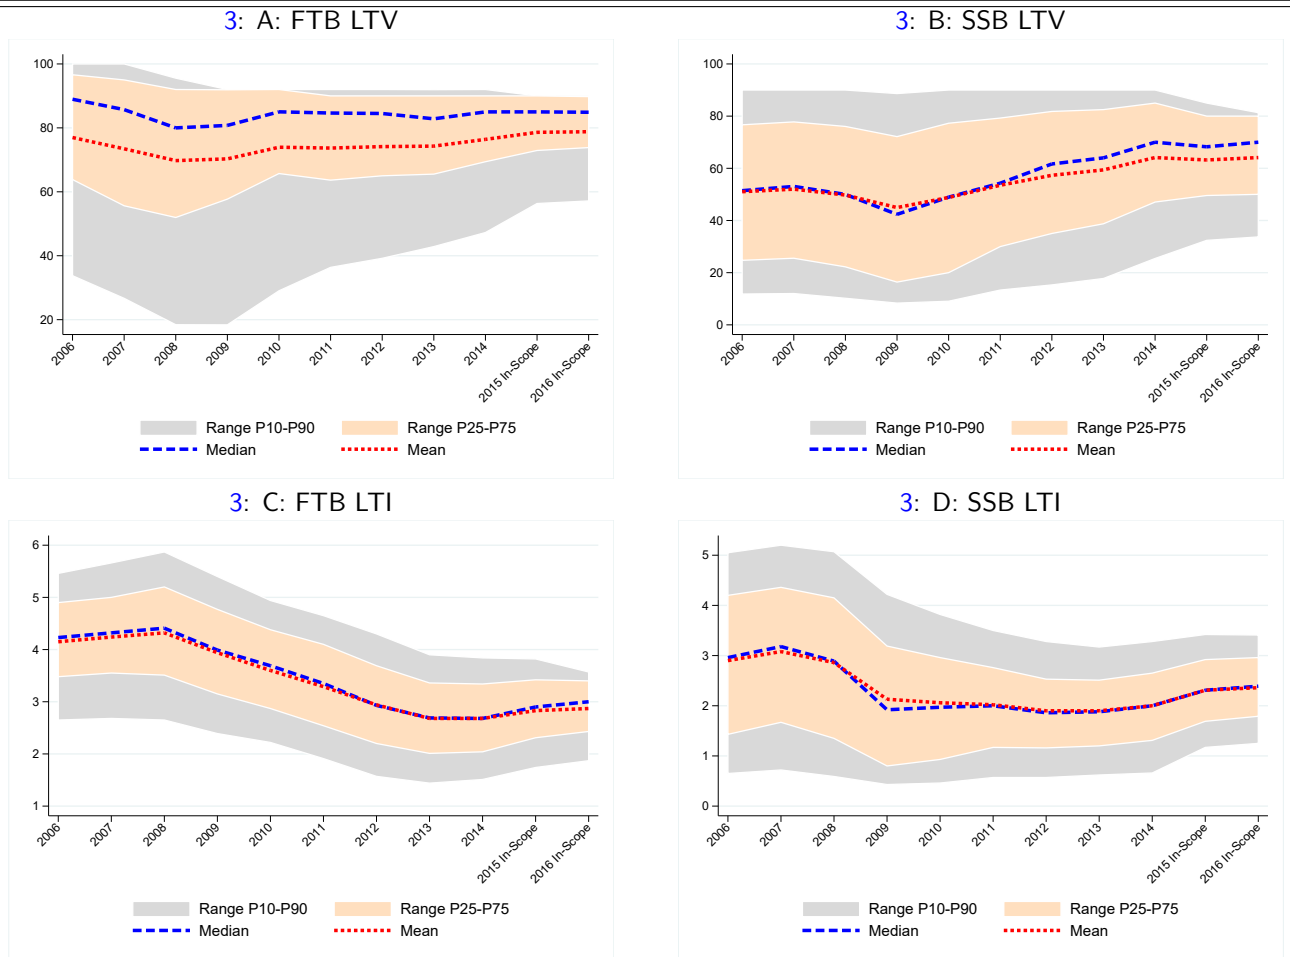 3: A: FTB LTV
100
80
60
40
20
2006
2007
2008
2009
2010
2011
2012
2013
2014
2015 In-Scope
2016 In-Scope
Range P10-P90
Range P25-P75
Median
Mean
3: B: SSB LTV
100
80
60
40
20
0
2006
2007
2008
2009
2010
2011
2012
2013
2014
2015 In-Scope
2016 In-Scope
Range P10-P90
Range P25-P75
Median
Mean
3: C: FTB LTI
6
5
4
3
2
1
2006
2007
2008
2009
2010
2011
2012
2013
2014
2015 In-Scope
2016 In-Scope
Range P10-P90
Range P25-P75
Median
Mean
3: D: SSB LTI
5
4
3
2
1
0
2006
2007
2008
2009
2010
2011
2012
2013
2014
2015 In-Scope
2016 In-Scope
Range P10-P90
Range P25-P75
Median
Mean